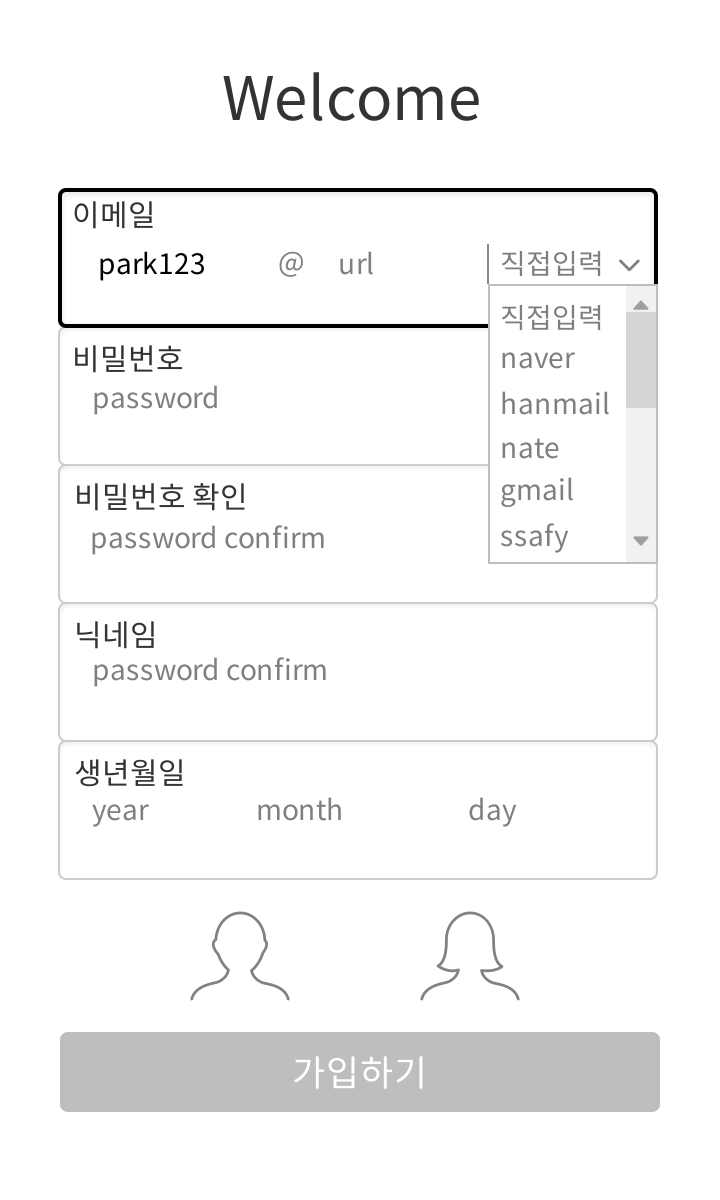 Welcome
이메일
park123 @ url 직접입력
직접입력
naver
hanmail
nate
gmail
ssafy
비밀번호
password
비밀번호 확인
password confirm
닉네임
password confirm
생년월일
year month day
가입하기